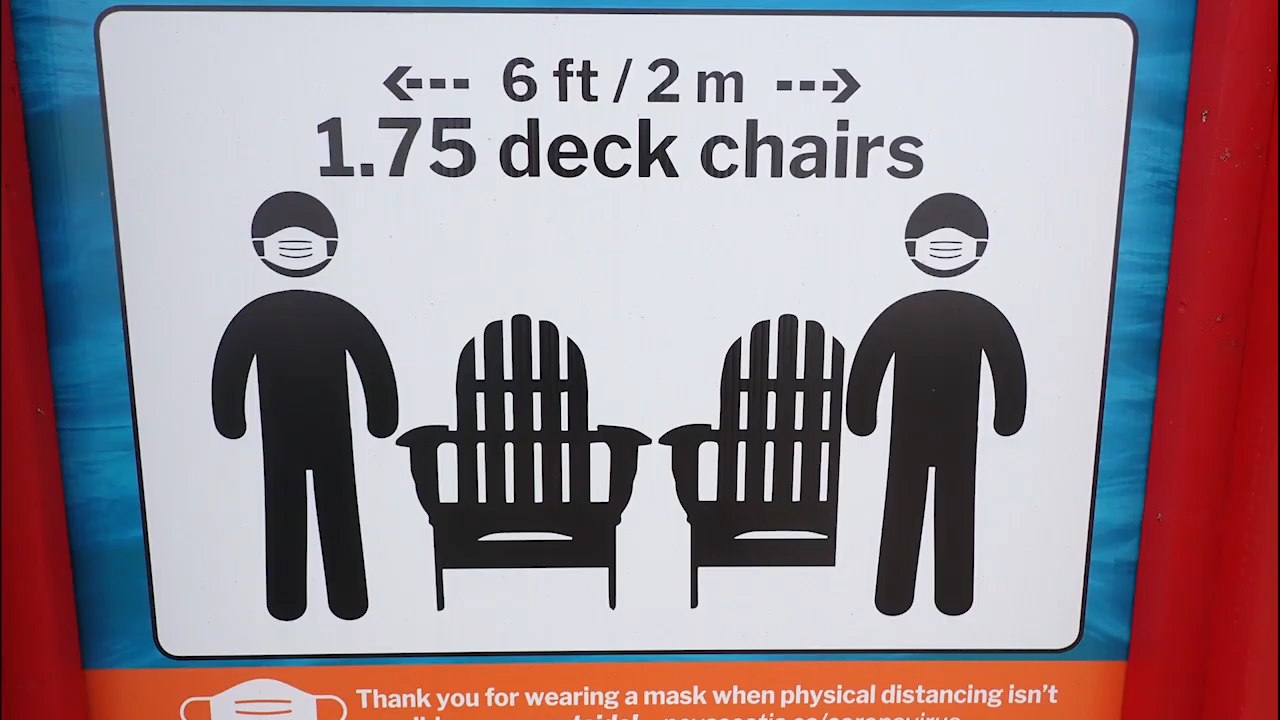 6 ft / 2 m
1.75 deck chairs
Thank you for wearing a mask when physical distancing isn't